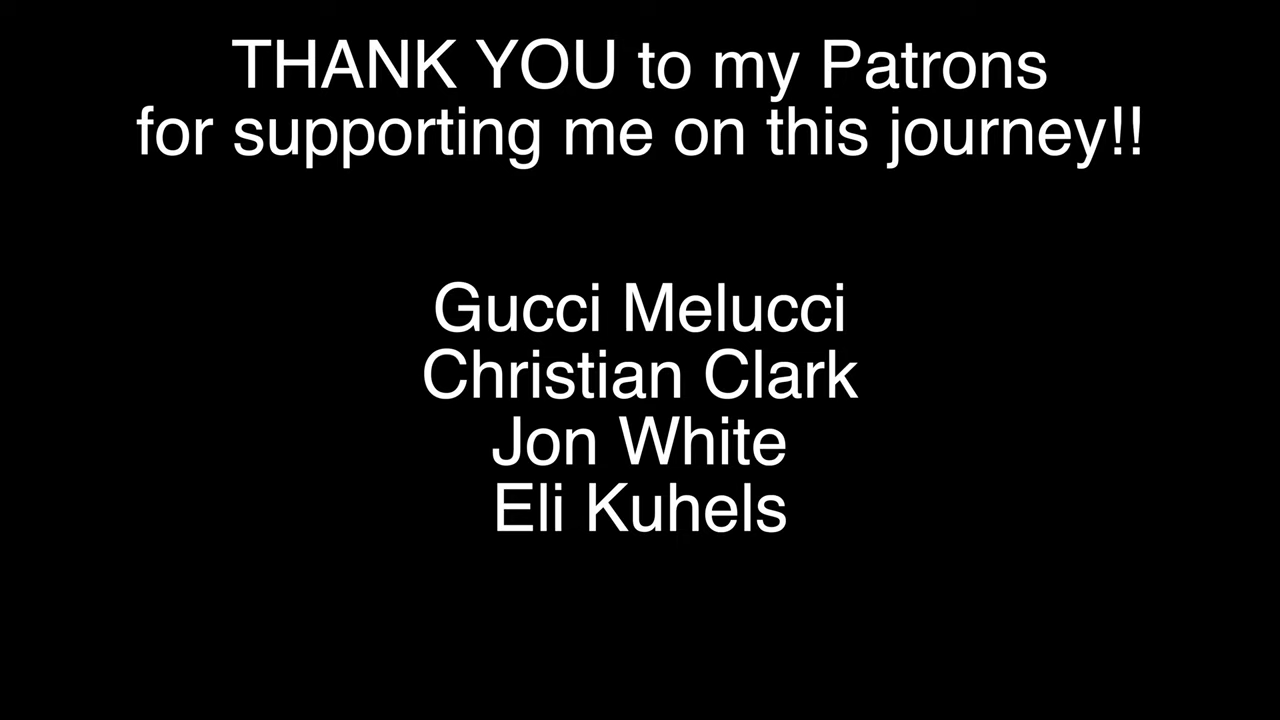 THANK YOU to my Patrons
for supporting me on this journey!!
Gucci Melucci
Christian Clark
Jon White
Eli Kuhels